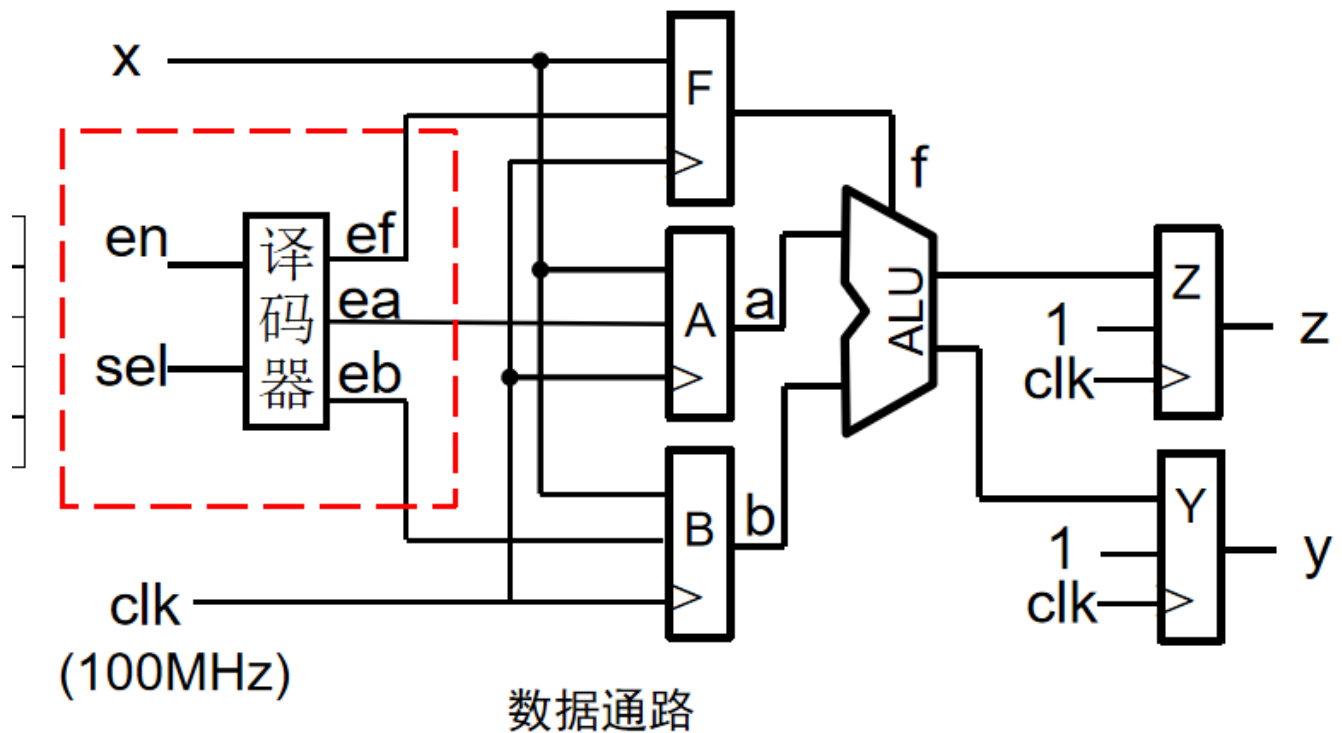 x
F
f
en
译码器
ef
sel
ea
eb
A
a
B
b
ALU
Z
1
clk
z
Y
1
clk
y
clk
(100MHz)
数据通路